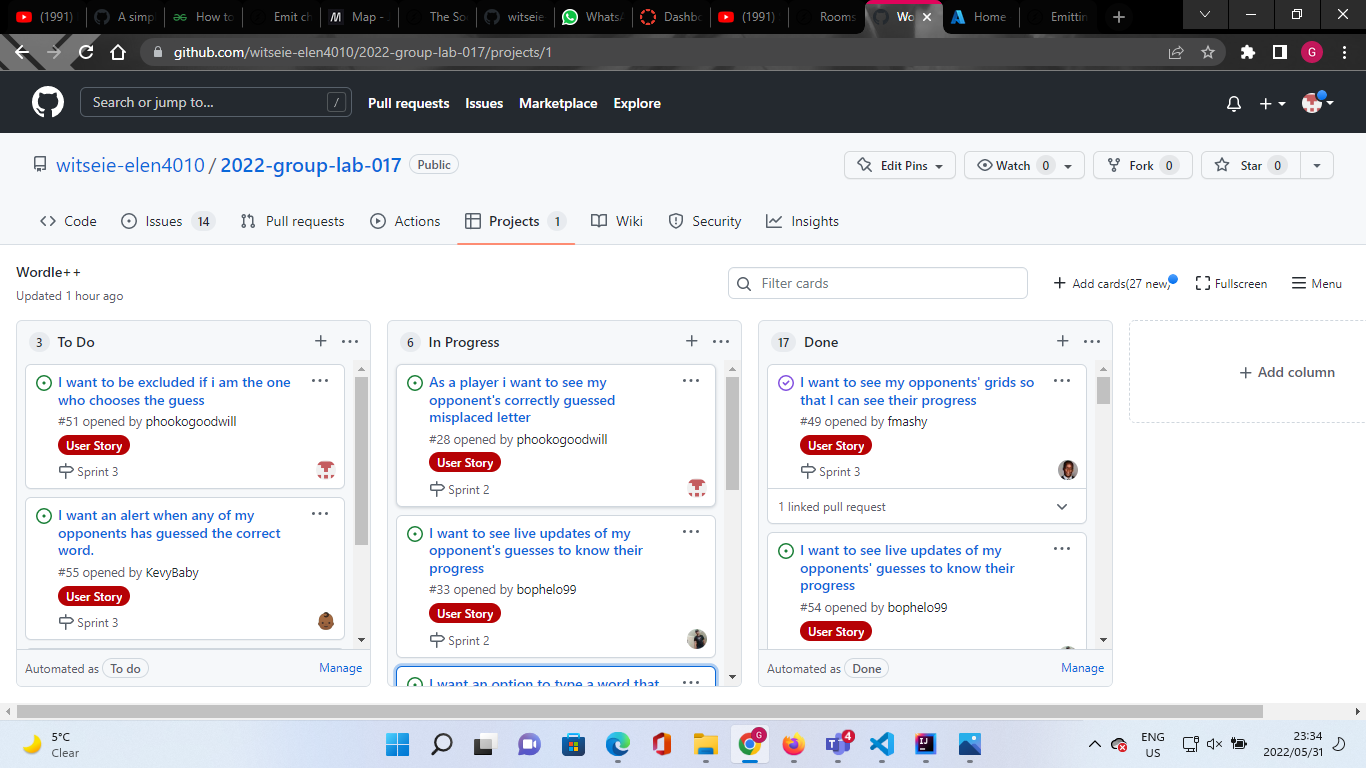 (1991)
A simp
How to
Emit ch
Map -
The So
witseie
Whats
Dashb
(1991)
Rooms
Wo
Home
Emittin
github.com/witseie-elen4010/2022-group-lab-017/projects/1
G
Search or jump to...
/
Pull requests
Issues
Marketplace
Explore
witseie-elen4010 / 2022-group-lab-017
Public
Edit Pins
Watch 0
Fork 0
Star 0
Code
Issues 14
Pull requests
Actions
Projects 1
Wiki
Security
Insights
Wordle++
Updated 1 hour ago
Filter cards
Add cards(27 new)
Fullscreen
Menu
3 To Do
I want to be excluded if i am the one
who chooses the guess
#51 opened by phookogoodwill
User Story
Sprint 3
I want an alert when any of my
opponents has guessed the correct
word.
#55 opened by KevyBaby
User Story
Sprint 3
Automated as To do
Manage
6 In Progress
As a player i want to see my
opponent's correctly guessed
misplaced letter
#28 opened by phookogoodwill
User Story
Sprint 2
I want to see live updates of my
opponent's guesses to know their
progress
#33 opened by bophelo99
User Story
Sprint 2
I want an option to type a word that
17 Done
I want to see my opponents' grids so
that I can see their progress
#49 opened by fmashy
User Story
Sprint 3
1 linked pull request
I want to see live updates of my
opponents' guesses to know their
progress
#54 opened by bophelo99
User Story
Automated as Done
Manage
Add column
5°C
Clear
G
4
ENG
US
23:34
2022/05/31